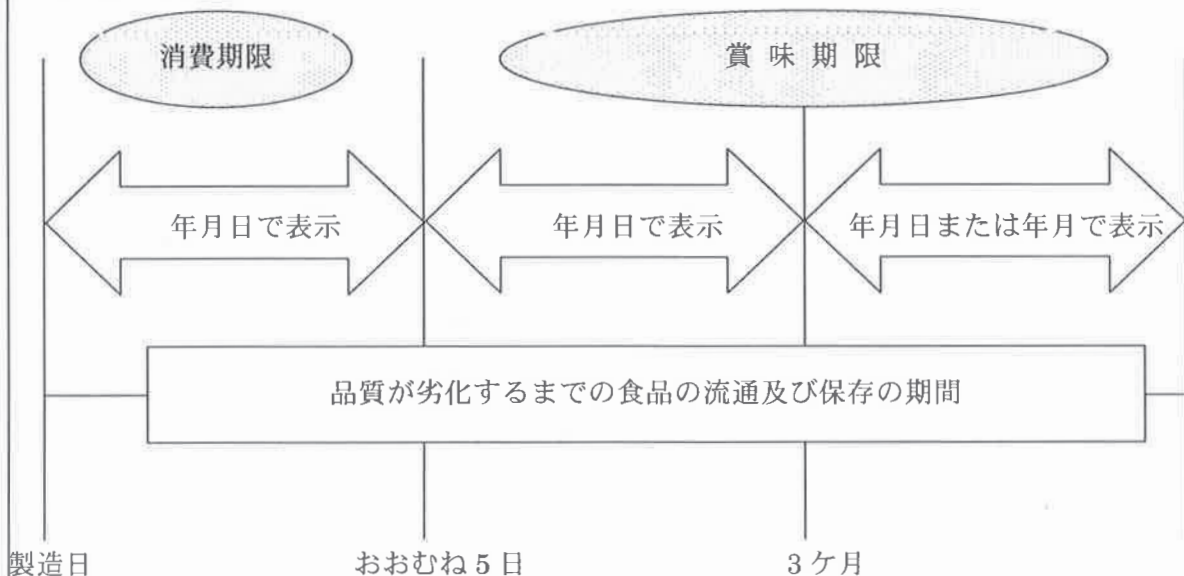 消費期限
賞味期限
年月日で表示
年月日で表示
年月日または年月で表示
品質が劣化するまでの食品の流通及び保存の期間
製造日
おおむね5日
3ケ月